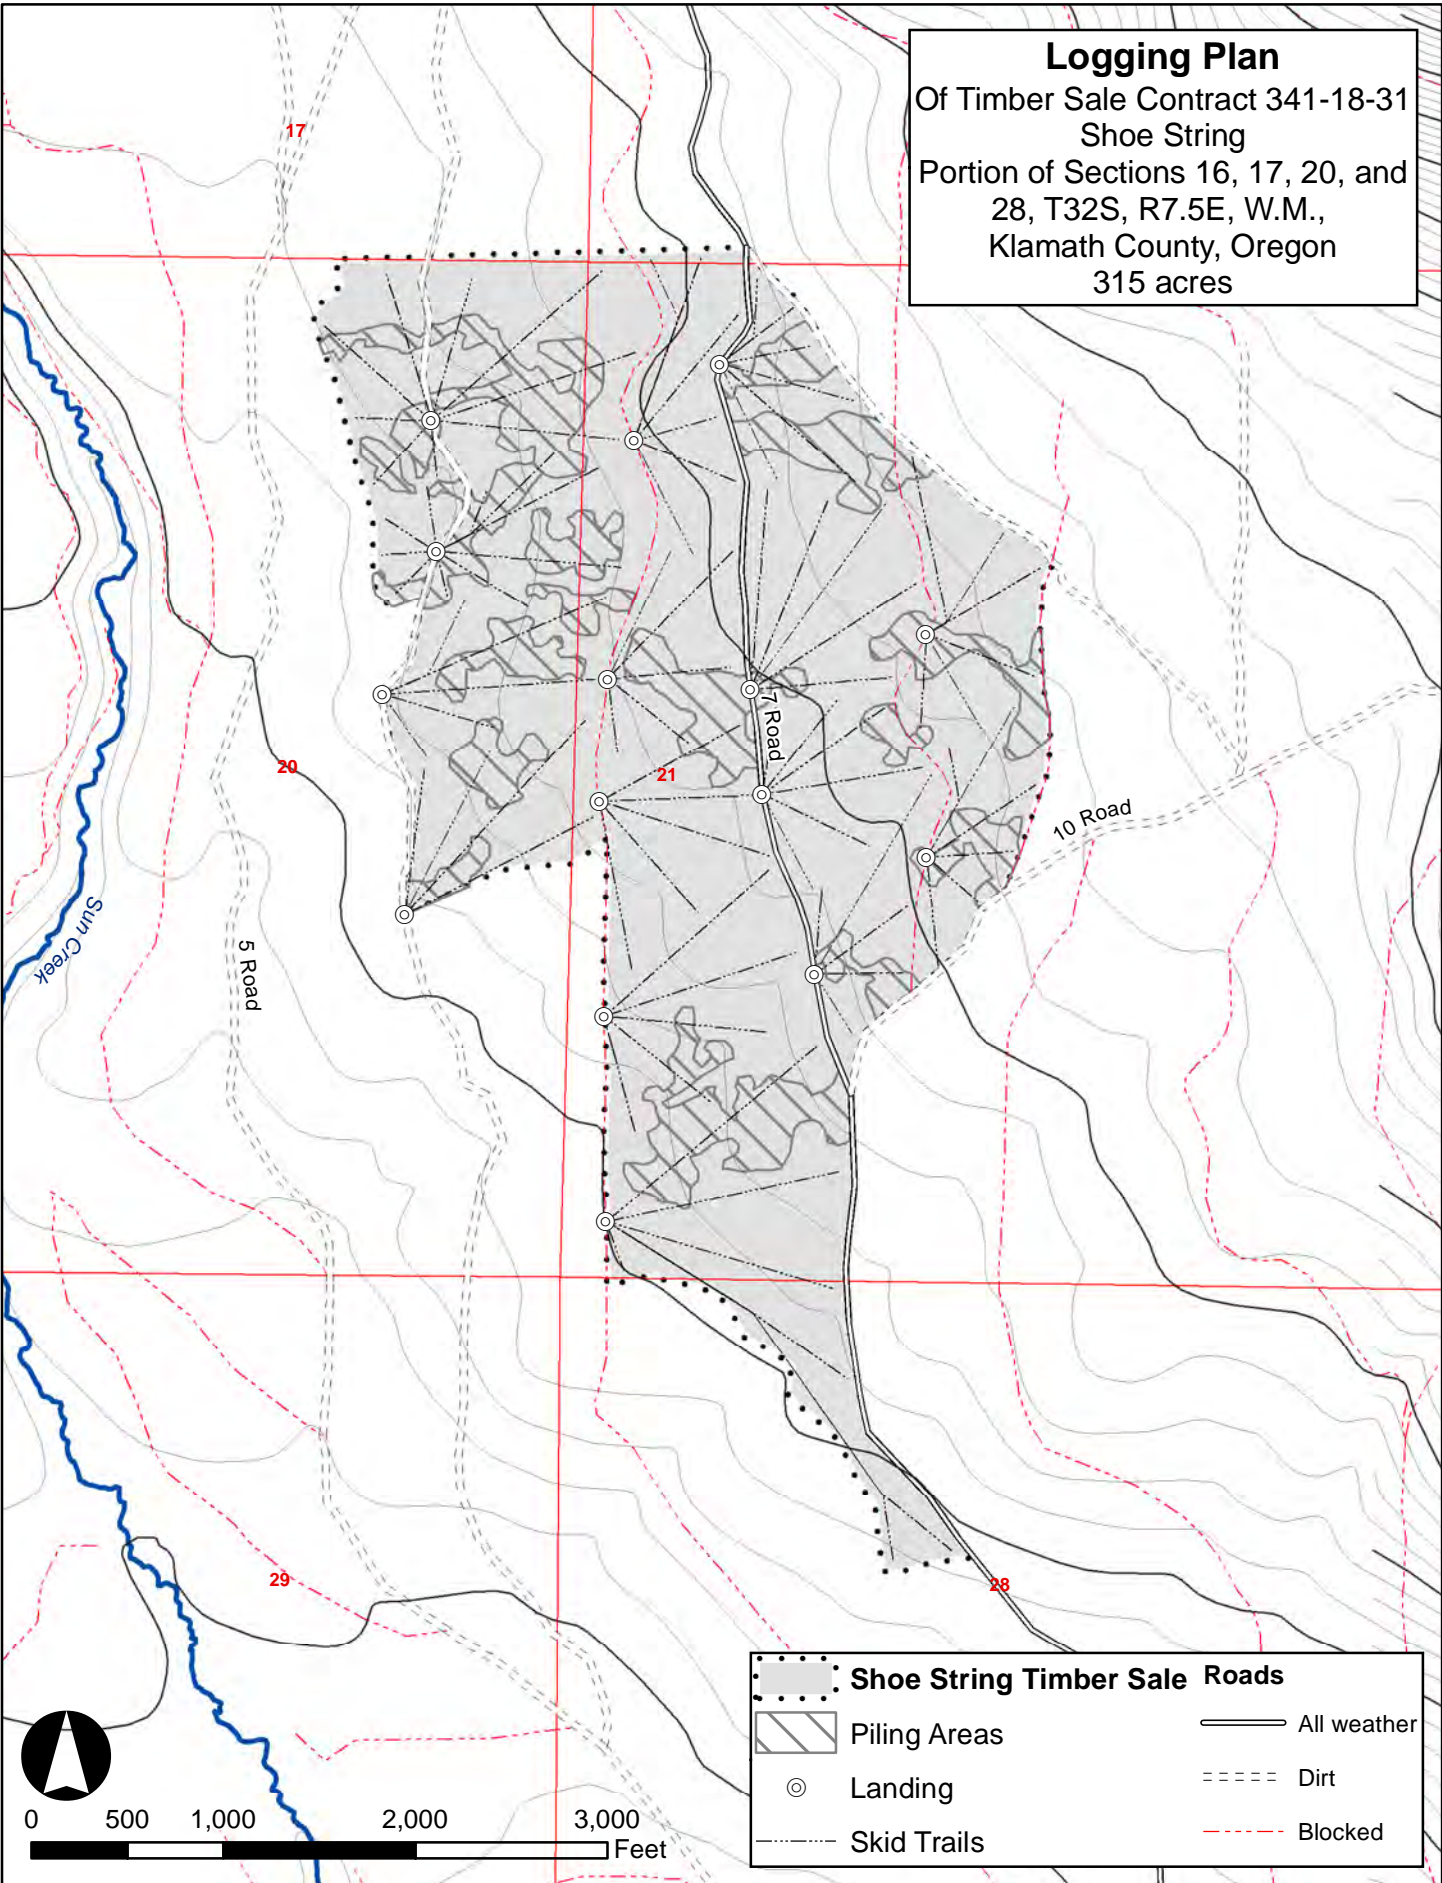 Logging Plan
Of Timber Sale Contract 341-18-31
Shoe String
Portion of Sections 16, 17, 20, and
28, T32S, R7.5E, W.M.,
Klamath County, Oregon
315 acres
17
20
21
7 Road
10 Road
Sun Creek
5 Road
29
28
Shoe String Timber Sale
Piling Areas
Landing
Skid Trails
Roads
All weather
Dirt
Blocked
0 500 1,000 2,000 3,000
Feet